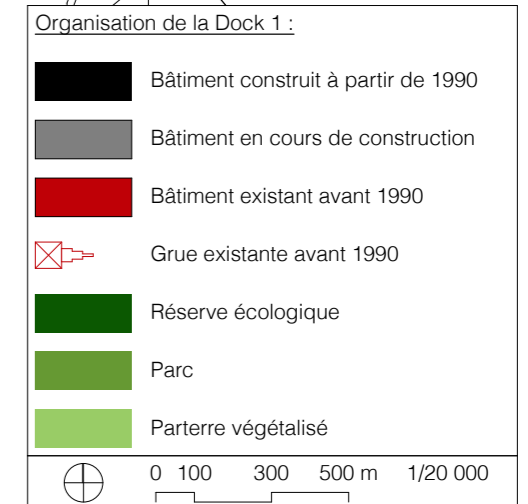 Organisation de la Dock 1 :
Bâtiment construit à partir de 1990
Bâtiment en cours de construction
Bâtiment existant avant 1990
Grue existante avant 1990
Réserve écologique
Parc
Parterre végétalisé
0 100 300 500 m 1/20 000